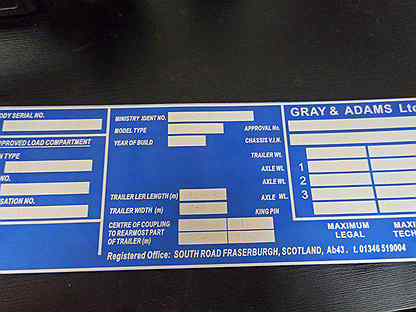 ODY SERIAL NO.
APPROVED LOAD COMPARTMENT
N TYPE
NO.
SATION NO.
MINISTRY IDENT NO.
MODEL TYPE
YEAR OF BUILD
TRAILER LER LENGTH (m)
TRAILER WIDTH (m)
CENTRE OF COUPLING
TO REARMOST PART
OF TRAILER (m)
APPROVAL No.
CHASSIS V.I.N.
TRAILER Wt.
AXLE Wt.
AXLE Wt.
AXLE Wt.
KING PIN
GRAY & ADAMS Ltd
1
2
3
MAXIMUM
LEGAL
MAXI
TECH
Registered Office: SOUTH ROAD FRASERBURGH, SCOTLAND, Ab43. t. 01346 519004